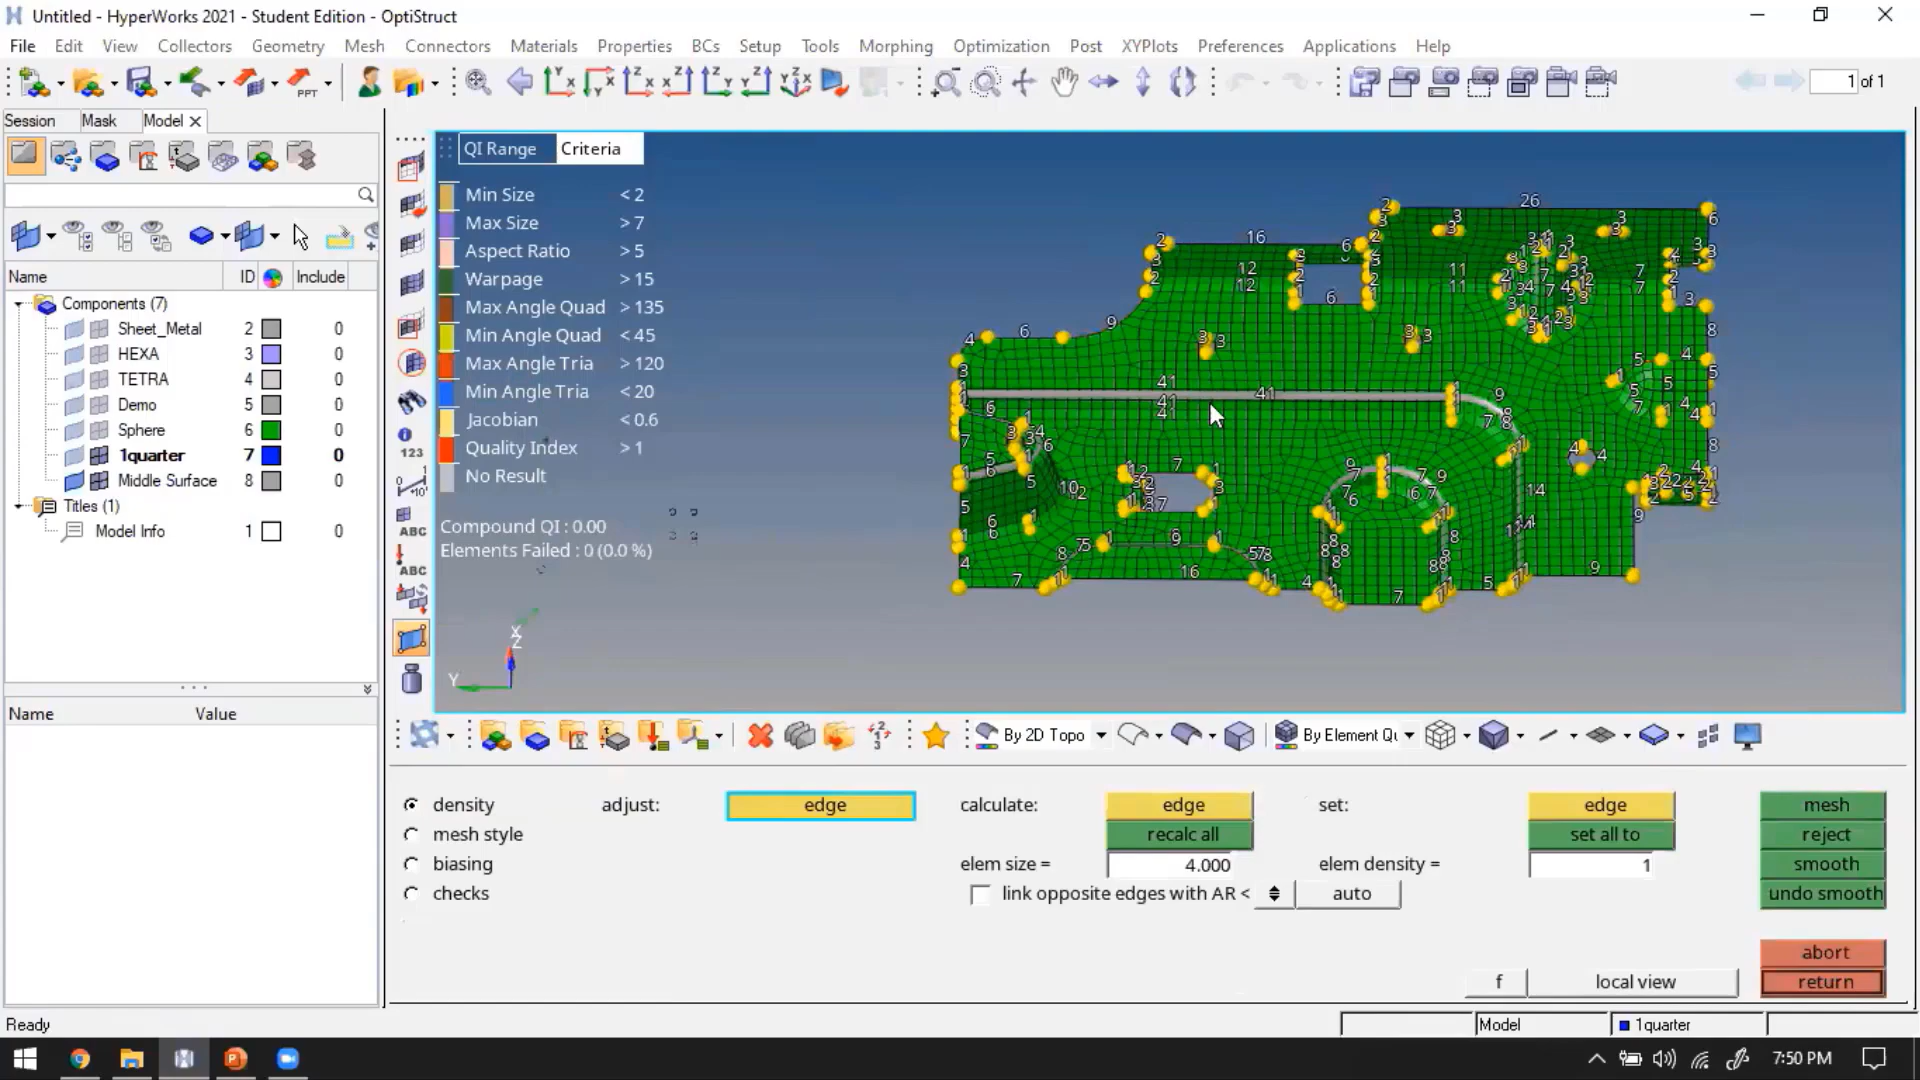 Untitled - HyperWorks 2021 - Student Edition - OptiStruct
File Edit View Collectors Geometry Mesh Connectors Materials Properties BCs Setup Tools Morphing Optimization Post XYPlots Preferences Applications Help
1 of 1
Session Mask Model
Name ID Include
Components (7)
Sheet_Metal 2 0
HEXA 3 0
TETRA 4 0
Demo 5 0
Sphere 6 0
1quarter 7 0
Middle Surface 8 0
Titles (1)
Model Info 1 0
Name Value
QI Range Criteria
Min Size < 2
Max Size > 7
Aspect Ratio > 5
Warpage > 15
Max Angle Quad > 135
Min Angle Quad < 45
Max Angle Tria > 120
Min Angle Tria < 20
Jacobian < 0.6
Quality Index > 1
No Result
Compound QI : 0.00
Elements Failed : 0 (0.0 %)
X
Z
Y
By 2D Topo By Element Qu
density adjust: edge calculate: edge set: edge mesh
mesh style recalc all set all to reject
biasing elem size = 4.000 elem density = 1 smooth
checks link opposite edges with AR < auto undo smooth
abort
f local view return
Ready Model 1quarter
7:50 PM